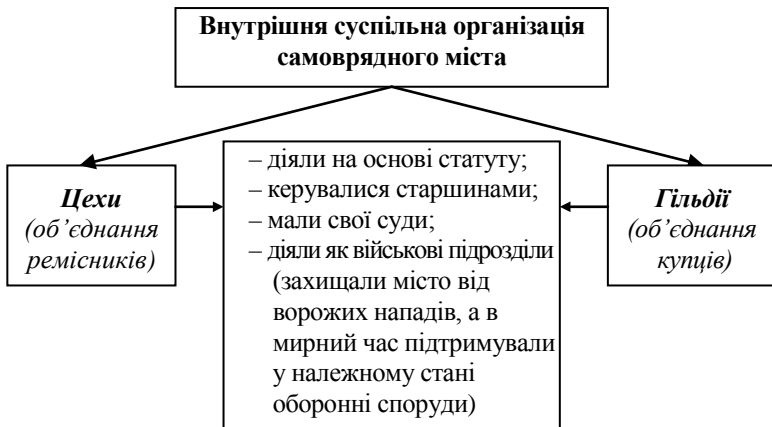 Внутрішня суспільна організація
самоврядного міста
Цехи
(об’єднання
ремісників)
– діяли на основі статуту;
– керувалися старшинами;
– мали свої суди;
– діяли як військові підрозділи
(захищали місто від
ворожих нападів, а в
мирний час підтримували
у належному стані
оборонні споруди)
Гільдії
(об’єднання
купців)